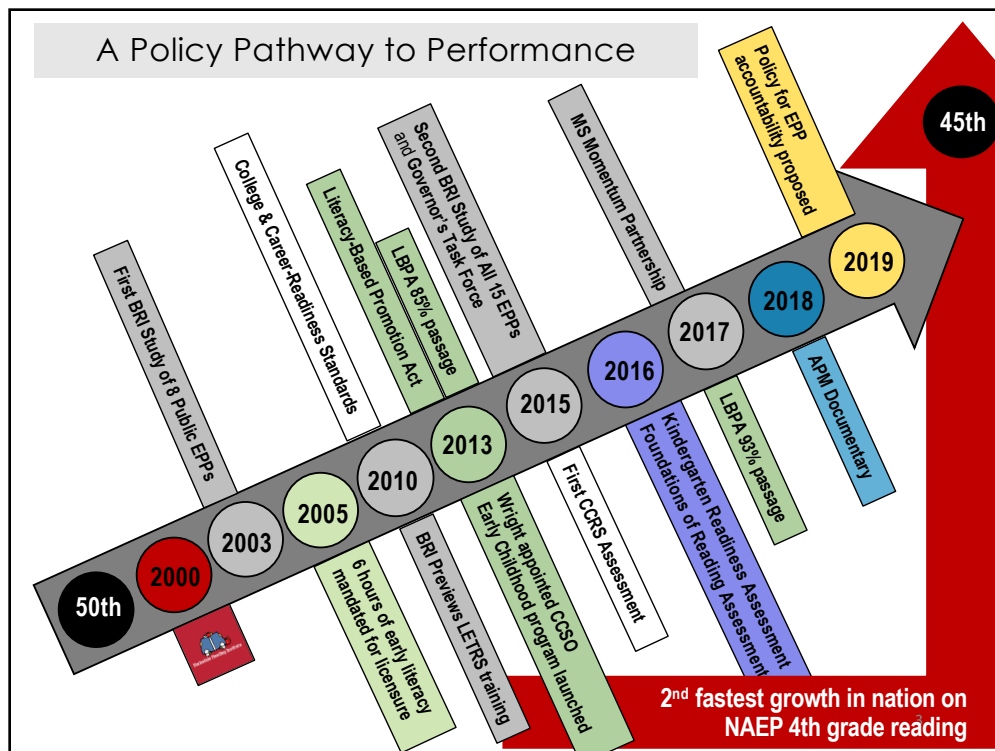 A Policy Pathway to Performance
First BRI Study of 8 Public EPPs
College & Career-Readiness Standards
Literacy-Based Promotion Act
LBPA 85% passage
Second BRI Study of All 15 EPPs
and Governor's Task Force
MS Momentum Partnership
Policy for EPP
accountability proposed
45th
50th
2000
2003
2005
2010
2013
2015
2016
2017
2018
2019
6 hours of early literacy
mandated for licensure
BRI Previews LETRS training
Wright appointed CCSO
Early Childhood program launched
First CCRS Assessment
Kindergarten Readiness Assessment
Foundations of Reading Assessment
LBPA 93% passage
APM Documentary
2nd fastest growth in nation on
NAEP 4th grade reading
3